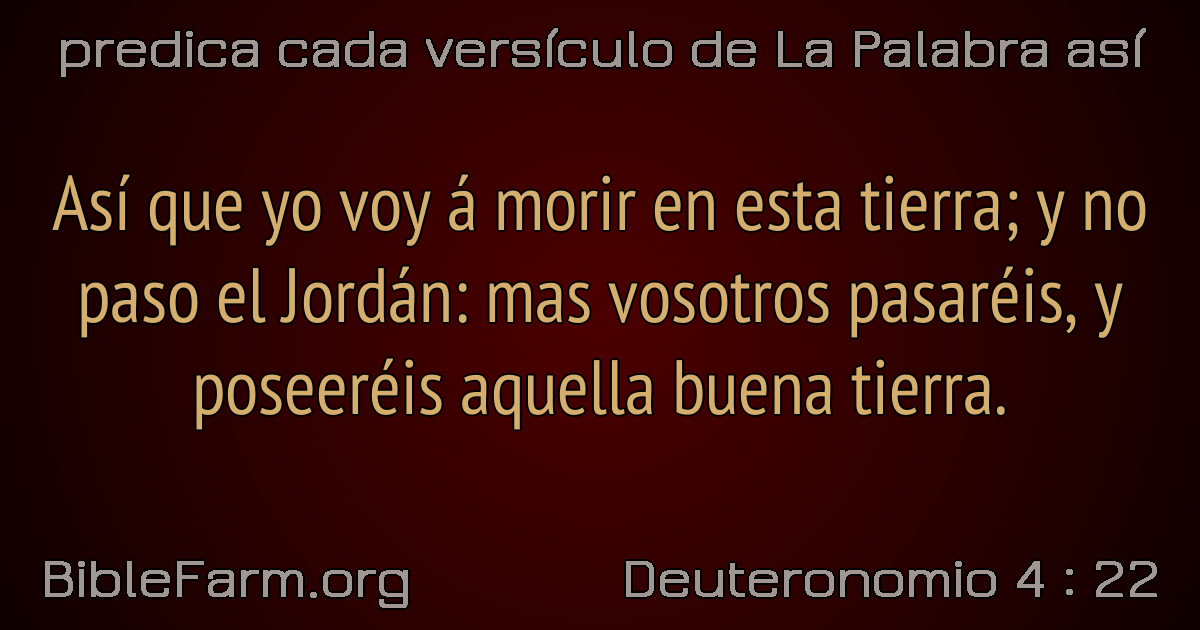 predica cada versículo de La Palabra así
Así que yo voy á morir en esta tierra; y no
paso el Jordán: mas vosotros pasaréis, y
poseeréis aquella buena tierra.
BibleFarm.org
Deuteronomio 4 : 22